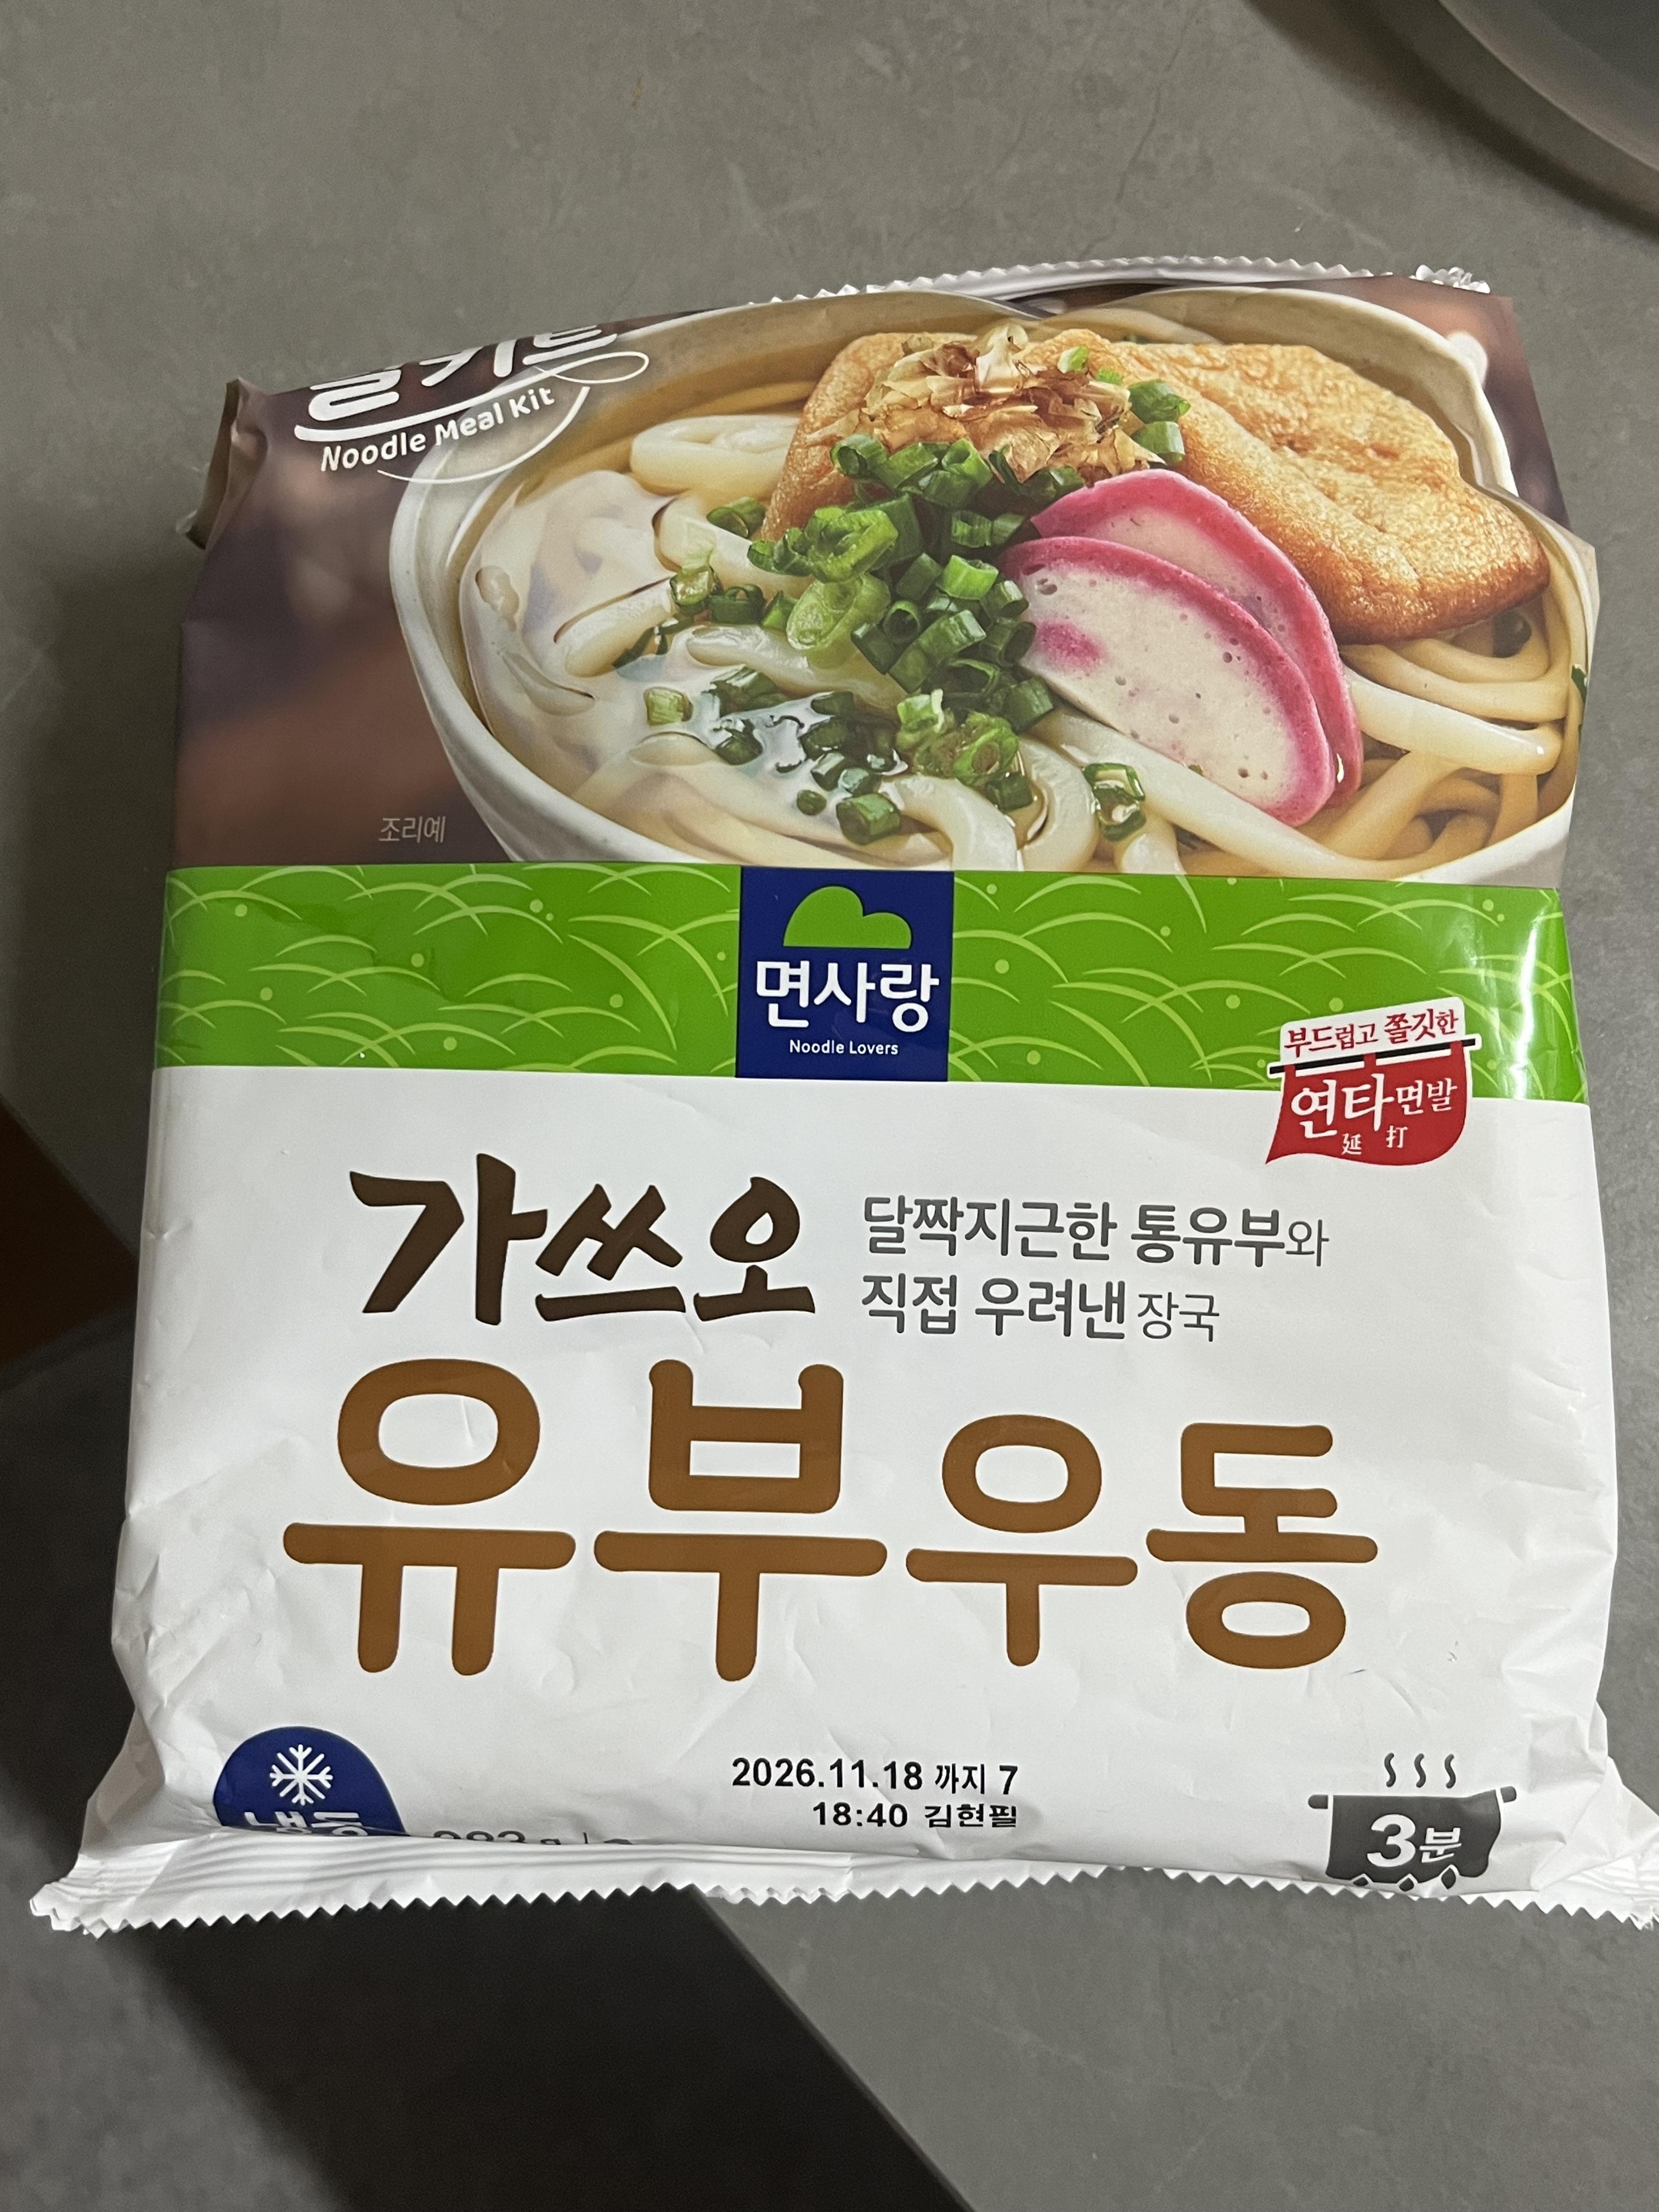 Noodle Meal Kit
조리예
면사랑
Noodle Lovers
부드럽고 쫄깃한
연타면발
延 打
가쓰오
달짝지근한 통유부와
직접 우려낸 장국
유부우동
2026.11.18 까지 7
18:40 김현필
3분